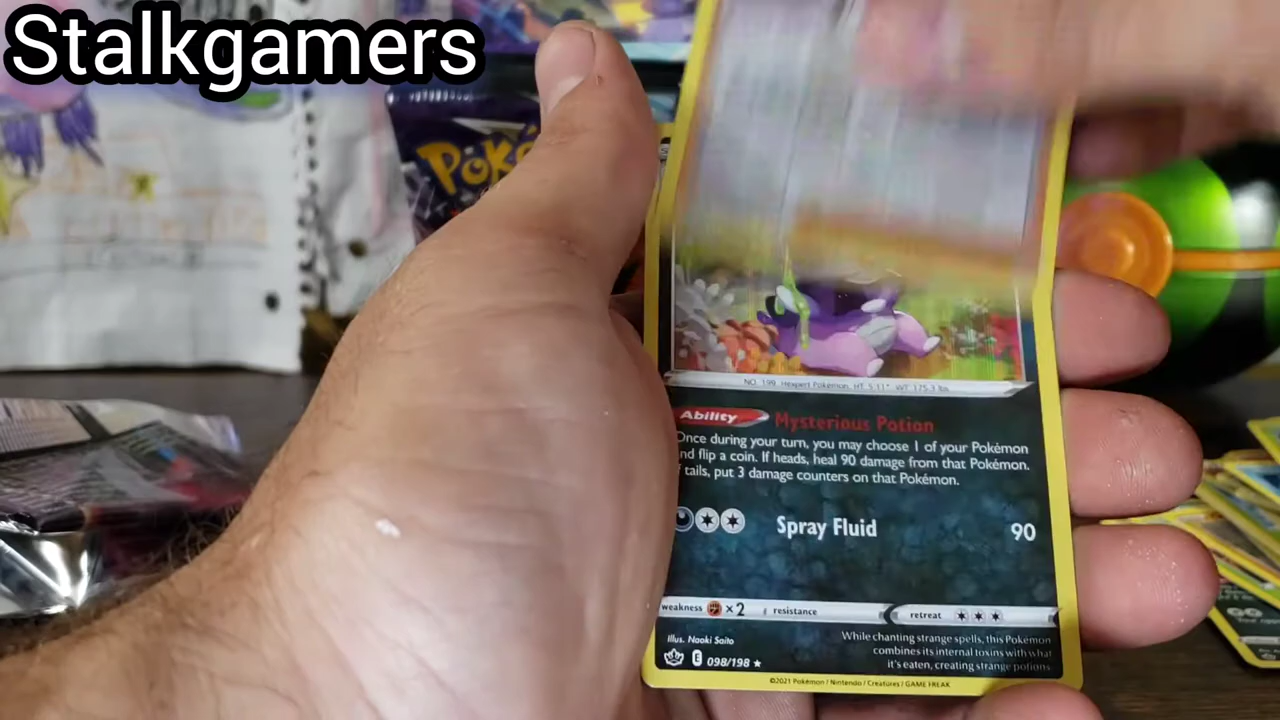 Stalkgamers
POKÉ
NO. 199 Hexpert Pokémon HT 5'11" WT 175.3 lbs
Ability Mysterious Potion
Once during your turn, you may choose 1 of your Pokémon
nd flip a coin. If heads, heal 90 damage from that Pokémon.
f tails, put 3 damage counters on that Pokémon.
Spray Fluid 90
weakness ×2 resistance retreat
Illus. Naoki Saito
While chanting strange spells, this Pokémon
combines its internal toxins with what
it's eaten, creating strange potions.
E 098/198 ★
©2021 Pokémon / Nintendo / Creatures / GAME FREAK